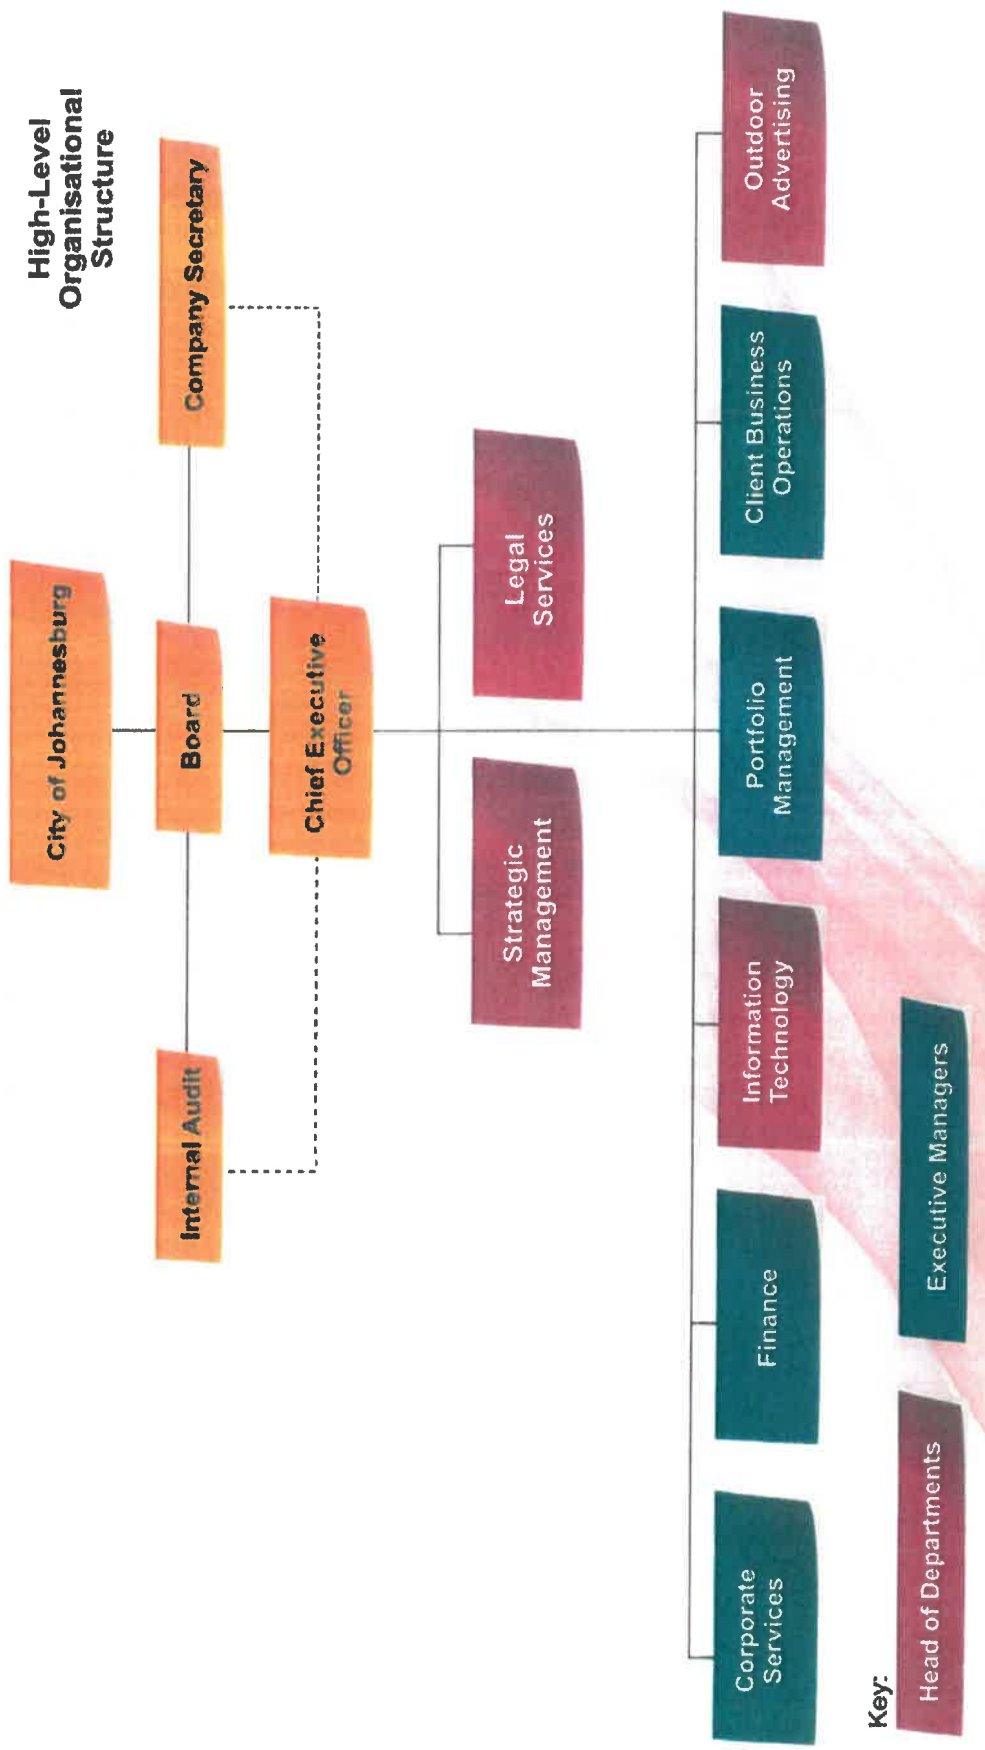 High-Level
Organisational
Structure
City of Johannesburg
Internal Audit
Board
Company Secretary
Chief Executive
Officer
Strategic
Management
Legal
Services
Corporate
Services
Finance
Information
Technology
Portfolio
Management
Client Business
Operations
Outdoor
Advertising
Key:
Head of Departments
Executive Managers